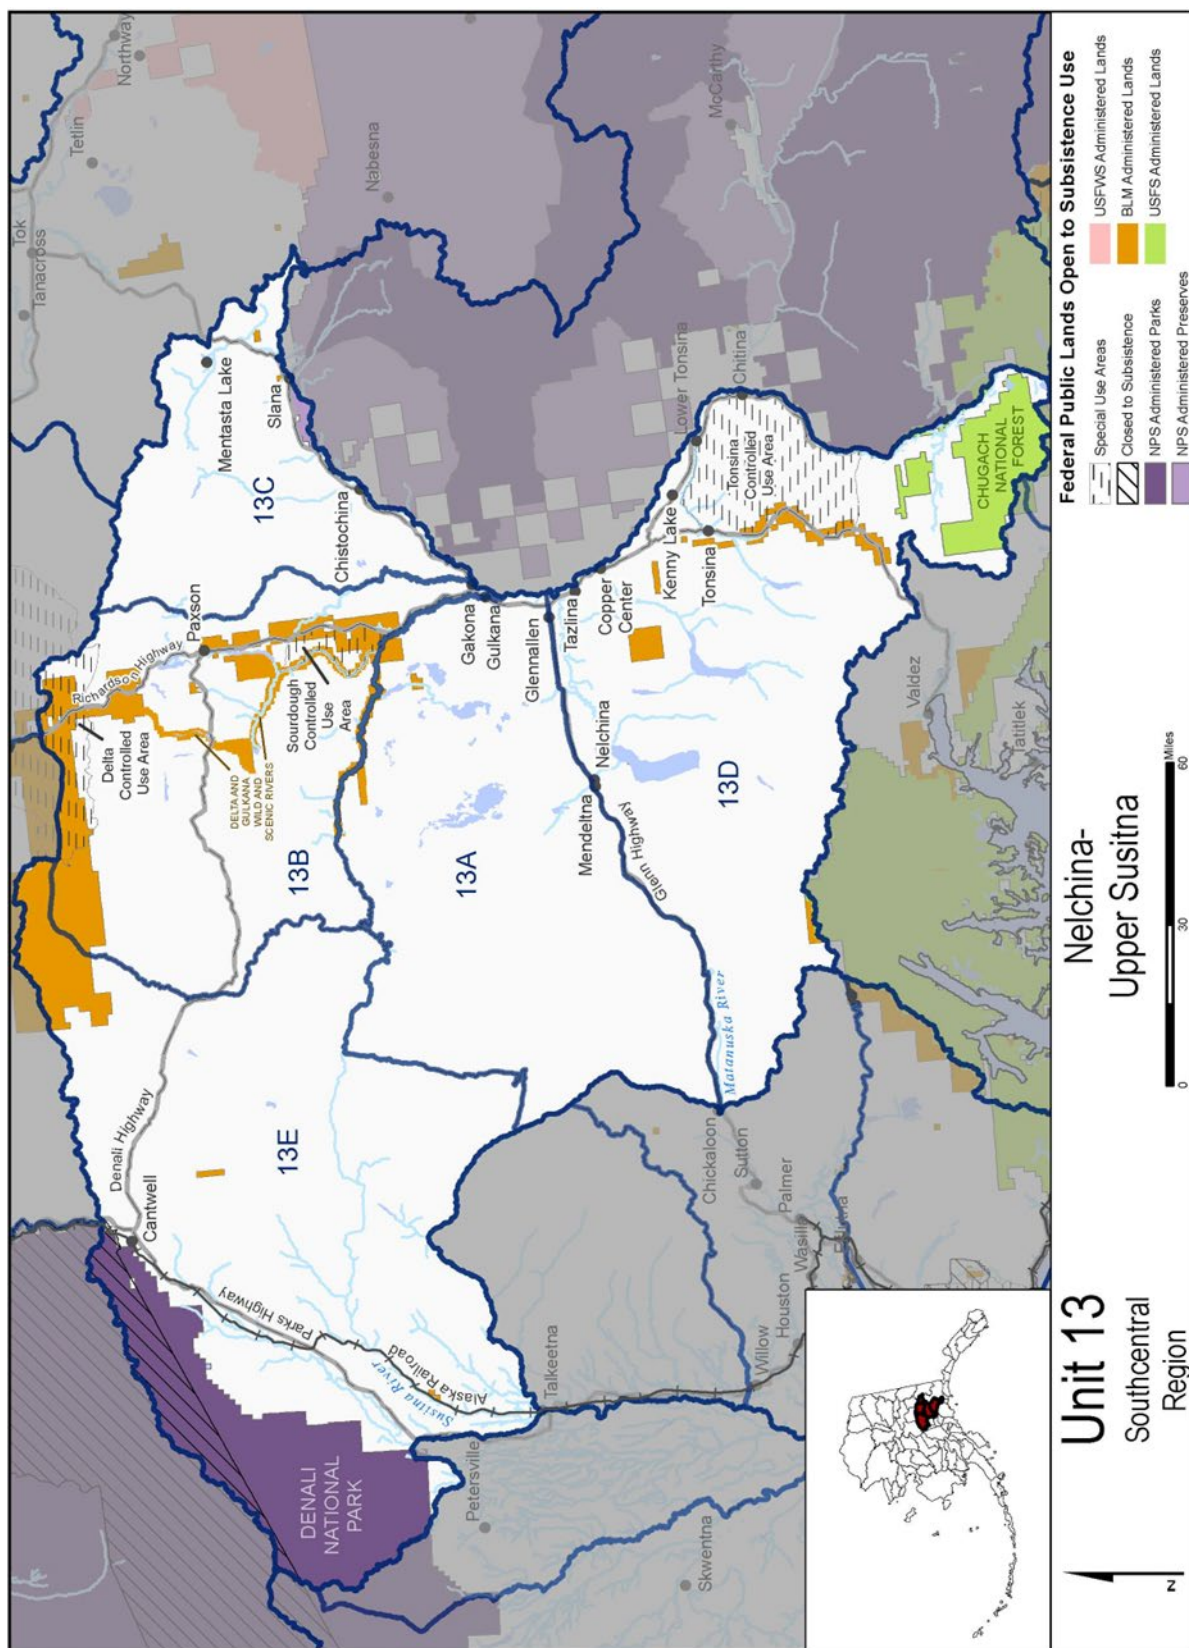 Northway
Tetlin
Tok
Tanacross
Nabesna
McCarthy
Mentasta Lake
Slana
13C
Chistochina
Lower Tonsina
Chitina
Tonsina
Controlled
Use Area
CHUGACH
NATIONAL
FOREST
Paxson
Richardson Highway
Delta
Controlled
Use Area
DELTA AND
GULKANA
WILD AND
SCENIC RIVERS
Sourdough
Controlled
Use
Area
13B
Gakona
Gulkana
Glennallen
Tazlina
Copper
Center
Kenny Lake
Tonsina
13A
Mendeltna
Nelchina
Glenn Highway
13D
Valdez
Tatitlek
Matanuska River
Denali Highway
Cantwell
13E
Parks Highway
Alaska Railroad
Susitna River
DENALI
NATIONAL
PARK
Talkeetna
Petersville
Skwentna
Chickaloon
Sutton
Palmer
Wasilla
Eklutna
Houston
Willow
Unit 13
Southcentral
Region
N
Nelchina-
Upper Susitna
0
30
60
Miles
Federal Public Lands Open to Subsistence Use
Special Use Areas
Closed to Subsistence
NPS Administered Parks
NPS Administered Preserves
USFWS Administered Lands
BLM Administered Lands
USFS Administered Lands